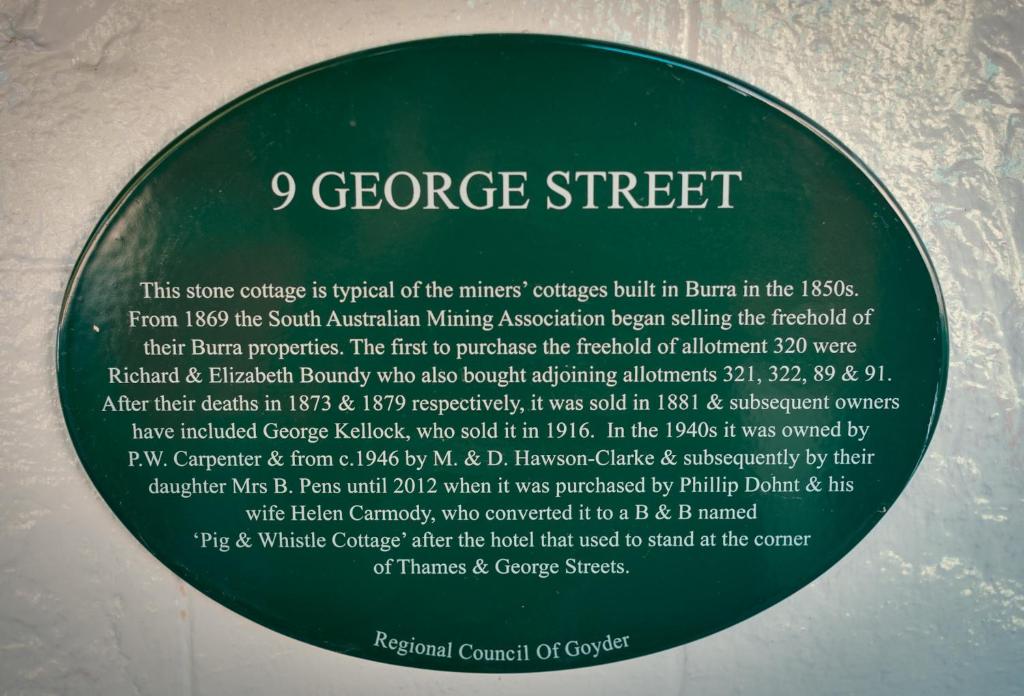 9 GEORGE STREET
This stone cottage is typical of the miners’ cottages built in Burra in the 1850s.
From 1869 the South Australian Mining Association began selling the freehold of
their Burra properties. The first to purchase the freehold of allotment 320 were
Richard & Elizabeth Boundy who also bought adjoining allotments 321, 322, 89 & 91.
After their deaths in 1873 & 1879 respectively, it was sold in 1881 & subsequent owners
have included George Kellock, who sold it in 1916. In the 1940s it was owned by
P.W. Carpenter & from c.1946 by M. & D. Hawson-Clarke & subsequently by their
daughter Mrs B. Pens until 2012 when it was purchased by Phillip Dohnt & his
wife Helen Carmody, who converted it to a B & B named
‘Pig & Whistle Cottage’ after the hotel that used to stand at the corner
of Thames & George Streets.
Regional Council Of Goyder